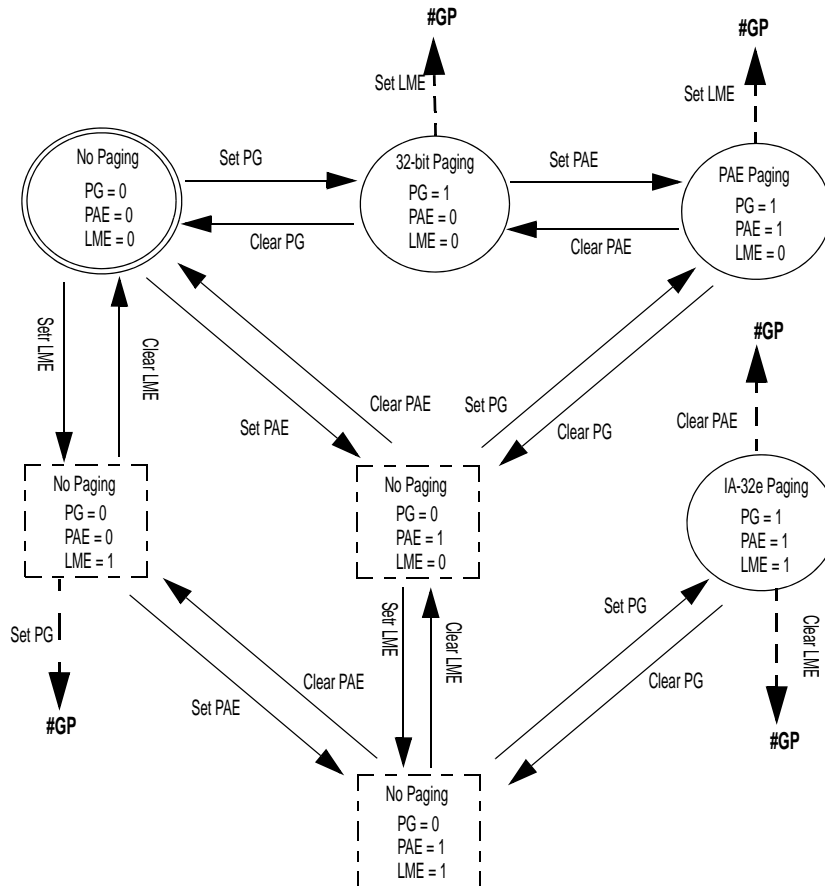 #GP
#GP
Set LME
Set LME
No Paging
PG = 0
PAE = 0
LME = 0
Set PG
Clear PG
32-bit Paging
PG = 1
PAE = 0
LME = 0
Set PAE
Clear PAE
PAE Paging
PG = 1
PAE = 1
LME = 0
Setr LME
Clear LME
Set PAE
Clear PAE
Set PG
Clear PG
#GP
Clear PAE
No Paging
PG = 0
PAE = 0
LME = 1
No Paging
PG = 0
PAE = 1
LME = 0
IA-32e Paging
PG = 1
PAE = 1
LME = 1
Set PG
#GP
Set PAE
Clear PAE
Setr LME
Clear LME
Set PG
Clear PG
Clear LME
#GP
No Paging
PG = 0
PAE = 1
LME = 1